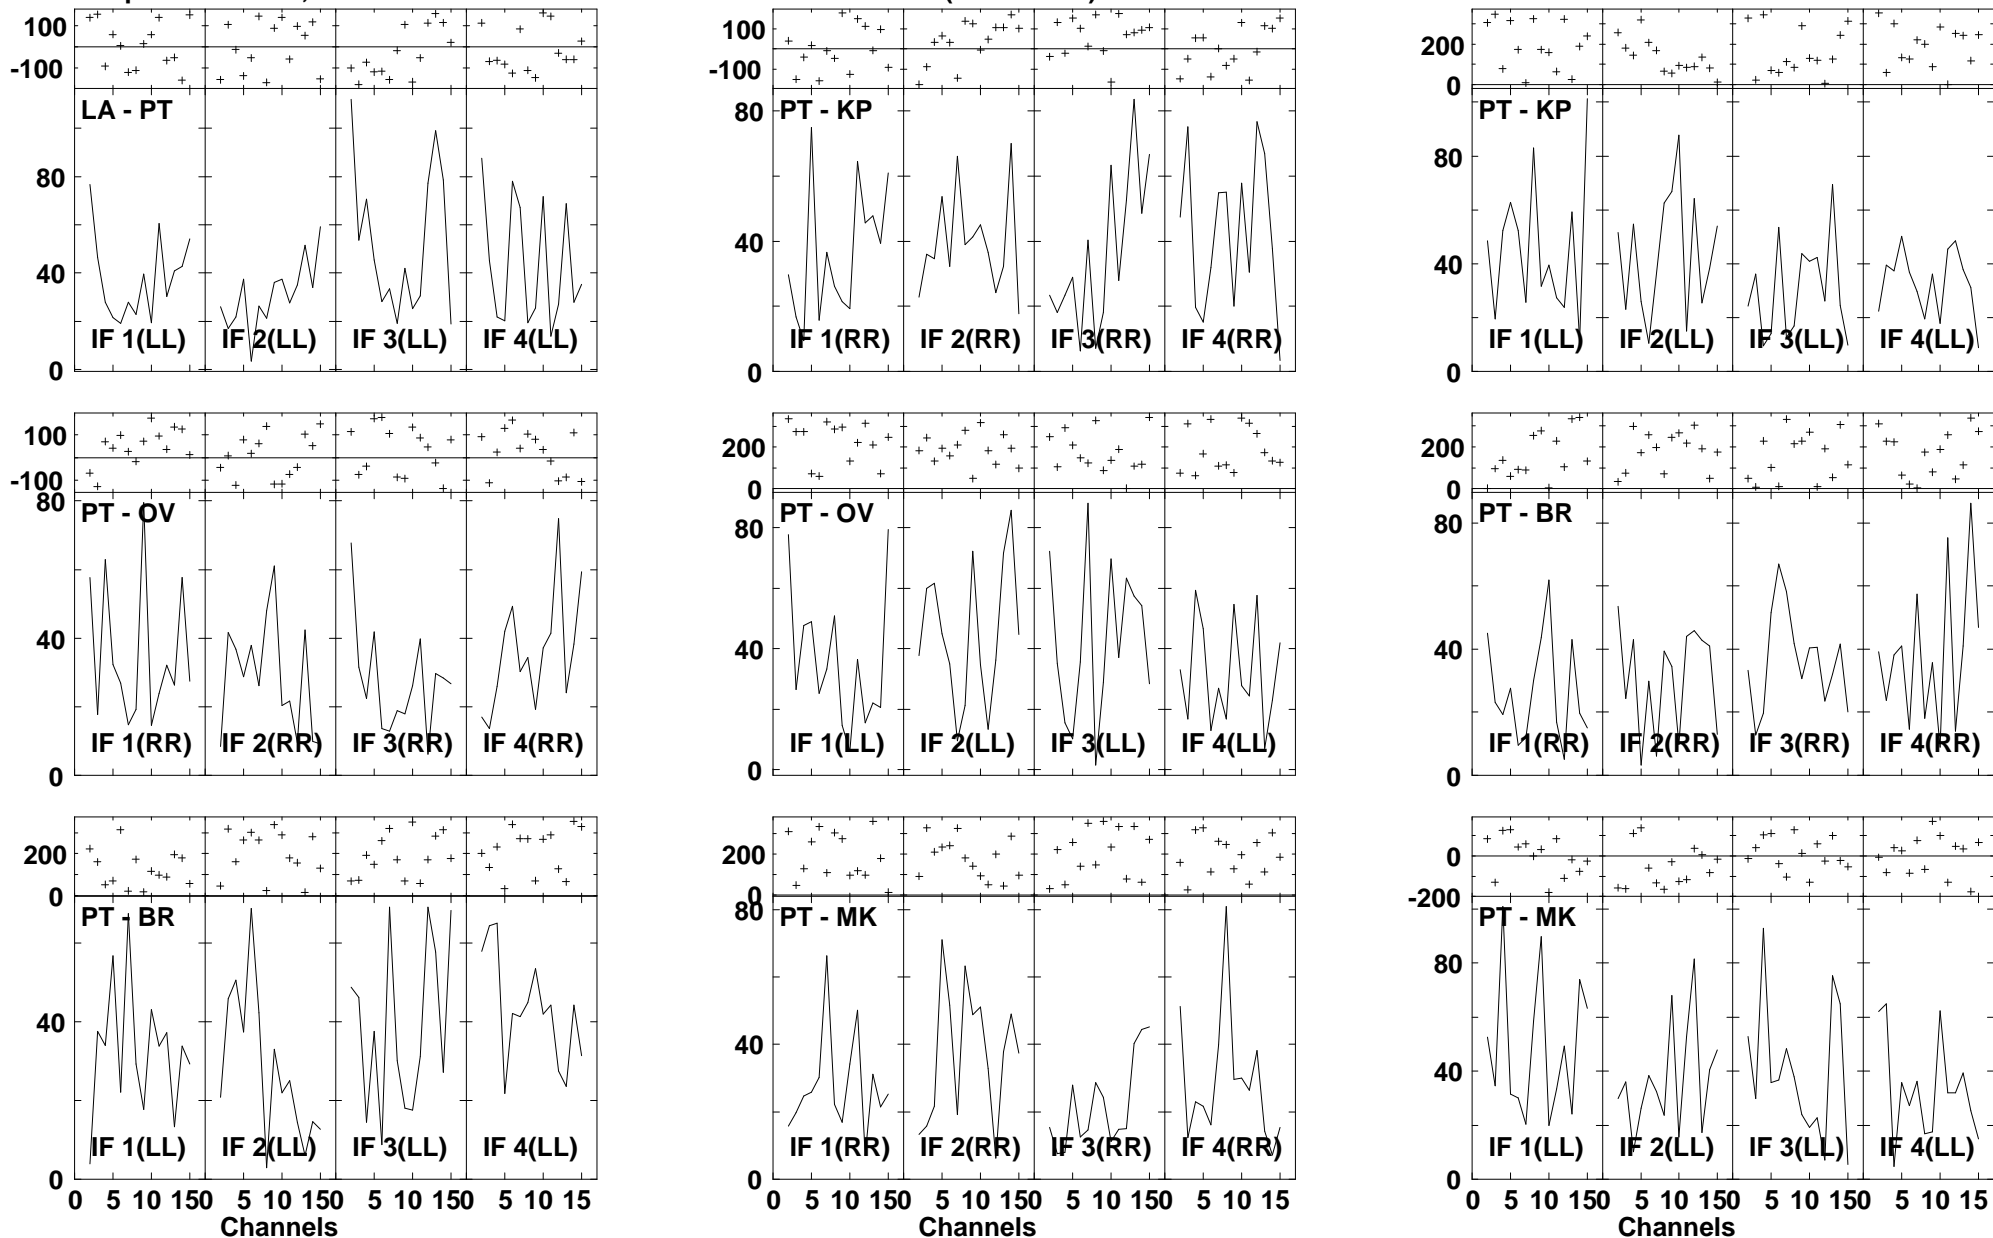 100 100 200
-100 -100 0
LA - PT PT - KP PT - KP
80 80 80
40 40 40
IF 1(LL) IF 2(LL) IF 3(LL) IF 4(LL) IF 1(RR) IF 2(RR) IF 3(RR) IF 4(RR) IF 1(LL) IF 2(LL) IF 3(LL) IF 4(LL)
0 0 0
100 200 200
-100 0 0
80 PT - OV PT - OV PT - BR
80 80
40 40 40
IF 1(RR) IF 2(RR) IF 3(RR) IF 4(RR) IF 1(LL) IF 2(LL) IF 3(LL) IF 4(LL) IF 1(RR) IF 2(RR) IF 3(RR) IF 4(RR)
0 0 0
200 200 0
0 0 -200
PT - BR 80 PT - MK PT - MK
80
40 40 40
IF 1(LL) IF 2(LL) IF 3(LL) IF 4(LL) IF 1(RR) IF 2(RR) IF 3(RR) IF 4(RR) IF 1(LL) IF 2(LL) IF 3(LL) IF 4(LL)
0 0 0
0 5 10 150 5 10 150 5 10 150 5 10 15 0 5 10 150 5 10 150 5 10 150 5 10 15 0 5 10 150 5 10 150 5 10 150 5 10 15
Channels Channels Channels